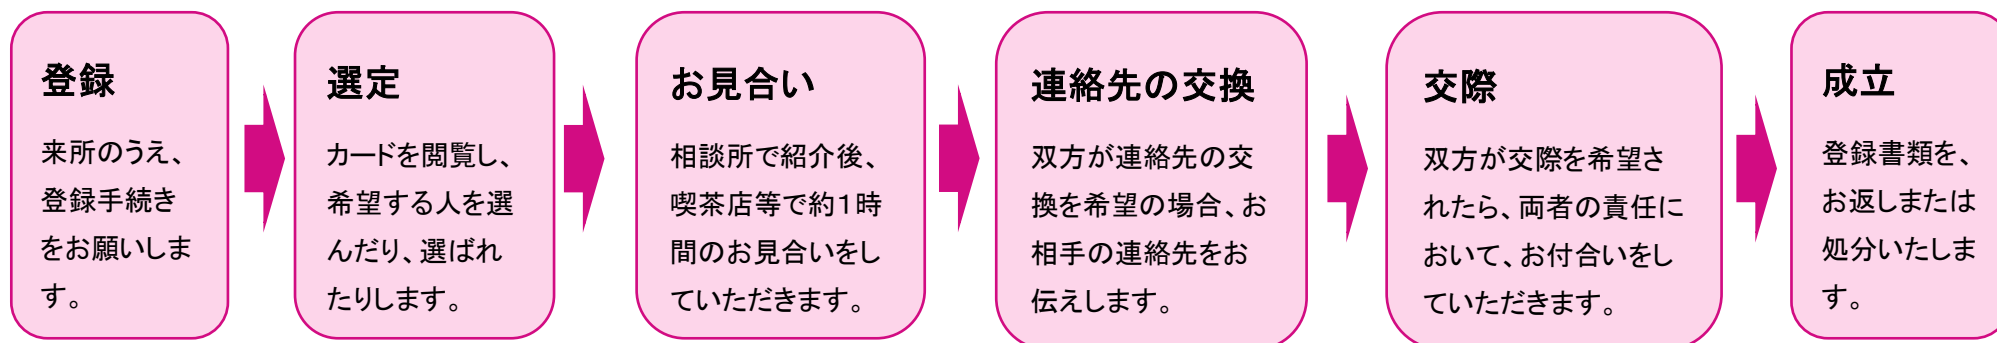 登録
来所のうえ、
登録手続き
をお願いしま
す。
選定
カードを閲覧し、
希望する人を選
んだり、選ばれ
たりします。
お見合い
相談所で紹介後、
喫茶店等で約1時
間のお見合いをし
ていただきます。
連絡先の交換
双方が連絡先の交
換を希望の場合、お
相手の連絡先をお
伝えします。
交際
双方が交際を希望さ
れたら、両者の責任に
おいて、お付合いをし
ていただきます。
成立
登録書類を、
お返しまたは
処分いたしま
す。